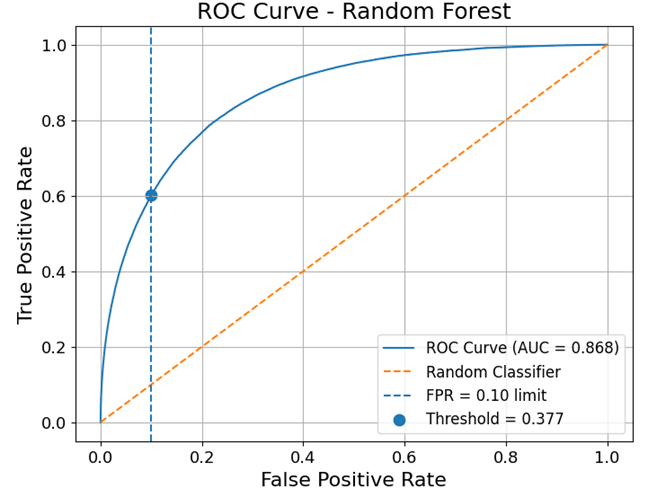 ROC Curve - Random Forest
True Positive Rate
1.0
0.8
0.6
0.4
0.2
0.0
ROC Curve (AUC = 0.868)
Random Classifier
FPR = 0.10 limit
Threshold = 0.377
0.0 0.2 0.4 0.6 0.8 1.0
False Positive Rate